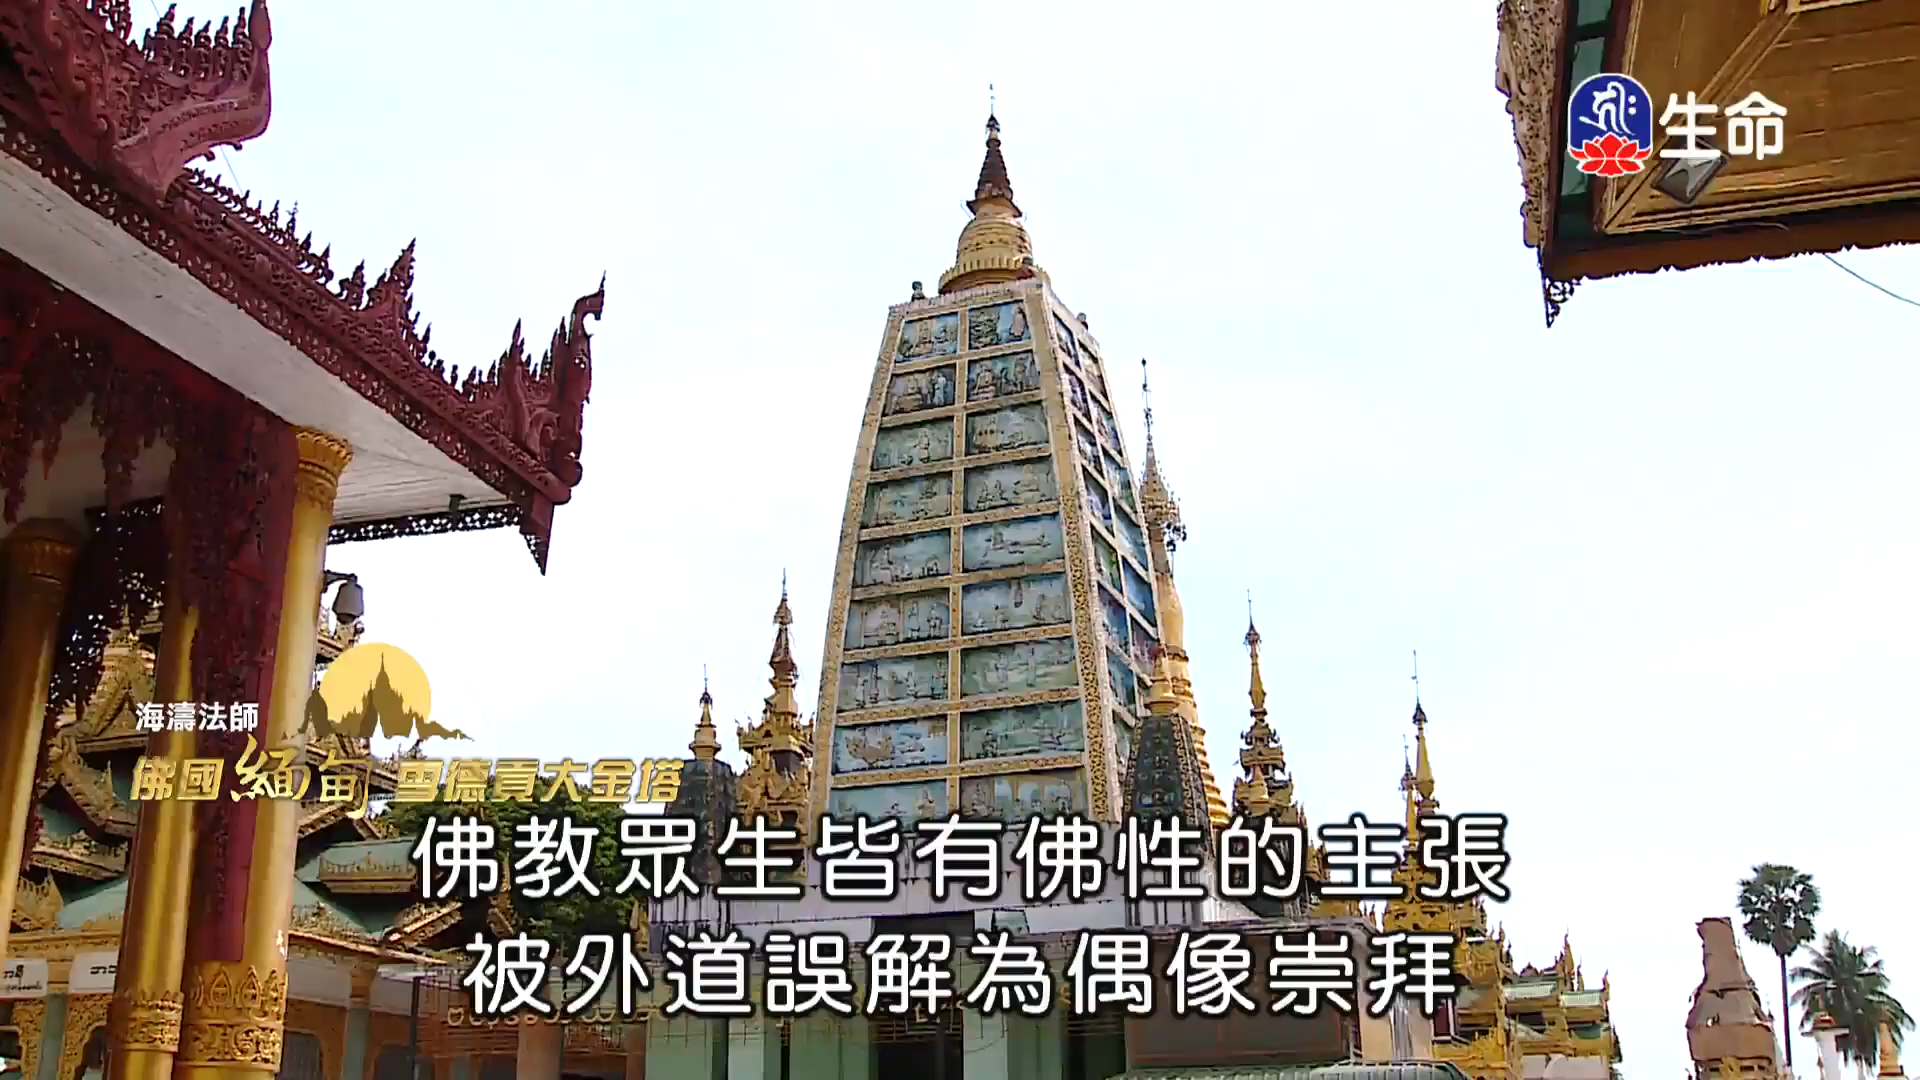 生命
海濤法師
佛國緬甸 雪德貢大金塔
佛教眾生皆有佛性的主張
被外道誤解為偶像崇拜